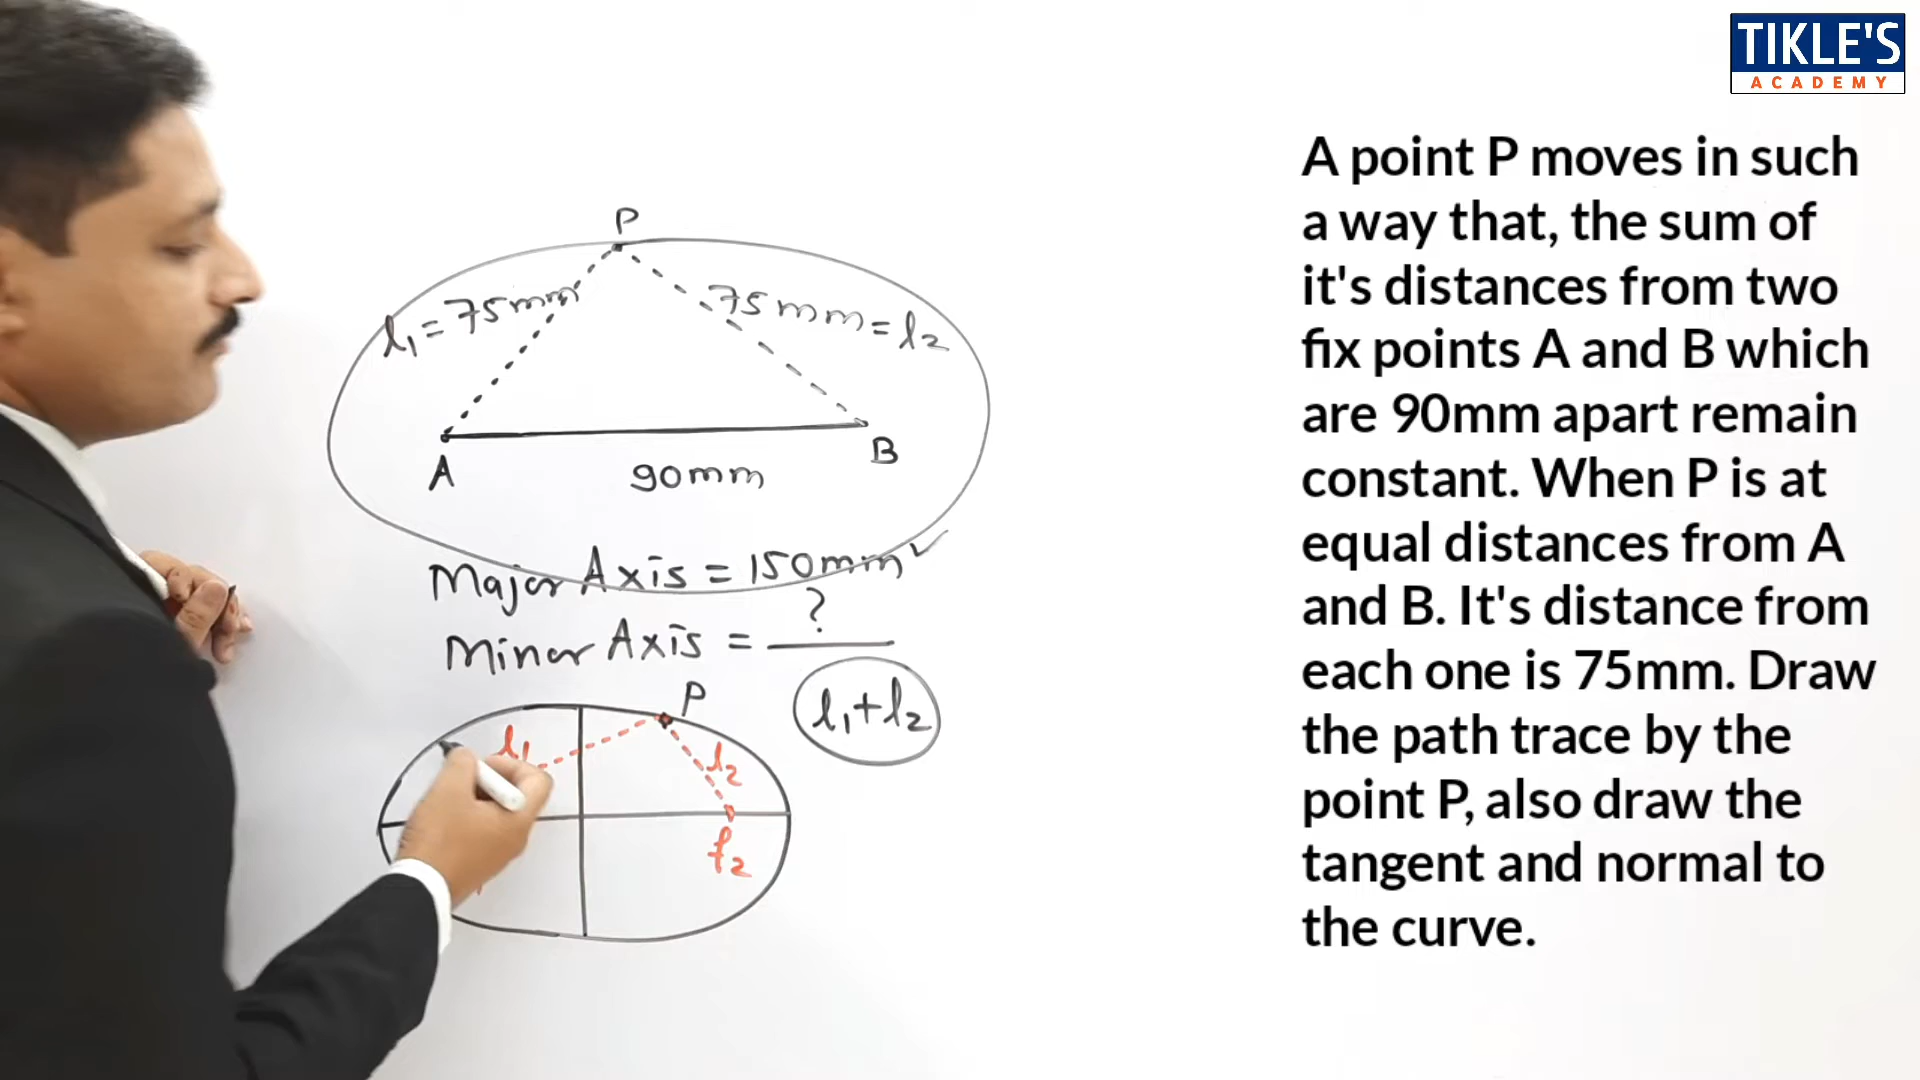 TIKLE'S
ACADEMY
A point P moves in such
a way that, the sum of
it's distances from two
fix points A and B which
are 90mm apart remain
constant. When P is at
equal distances from A
and B. It's distance from
each one is 75mm. Draw
the path trace by the
point P, also draw the
tangent and normal to
the curve.
P
l₁ = 75mm
75mm = l₂
A
B
90mm
Major Axis = 150mm ✓
?
Minor Axis =
l₁+l₂
P
l₁
l₂
f₂